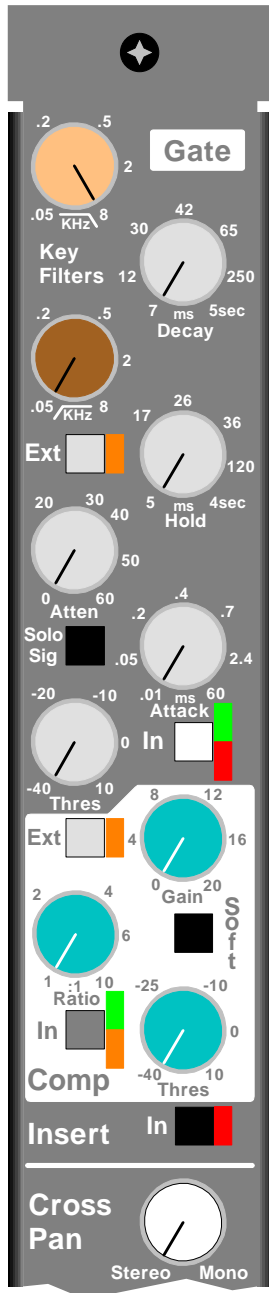 Gate
.2 .5
2
.05 KHz 8
Key
Filters
42
30 65
12 250
7 ms 5sec
Decay
.2 .5
2
.05 KHz 8
Ext
26
17 36
120
5 ms 4sec
Hold
20 30 40
50
0 60
Atten
Solo
Sig
.4
.2 .7
.05 2.4
.01 ms 60
Attack
In
-20 -10
0
-40 10
Thres
Ext
8 12
4 16
0 20
Gain
Soft
2 4
6
1 :1 10
Ratio
In
Comp
-25 -10
0
-40 10
Thres
Insert In
Cross
Pan
Stereo Mono